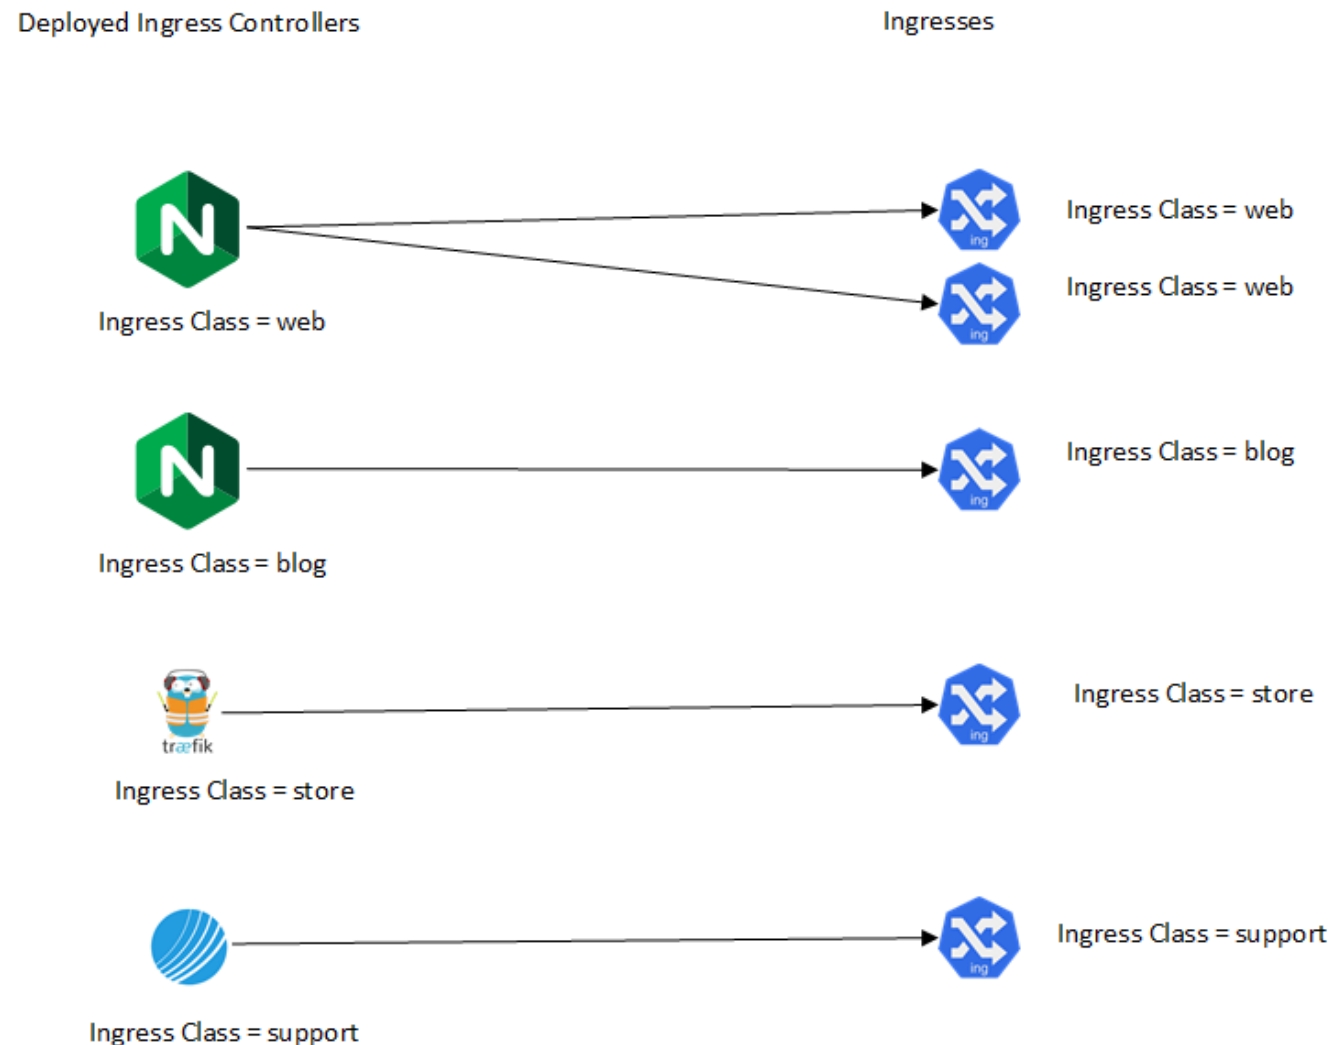 Deployed Ingress Controllers
Ingresses
N
ing
Ingress Class = web
ing
Ingress Class = web
Ingress Class = web
N
Ingress Class = blog
ing
Ingress Class = blog
træfik
Ingress Class = store
ing
Ingress Class = store
Ingress Class = support
ing
Ingress Class = support